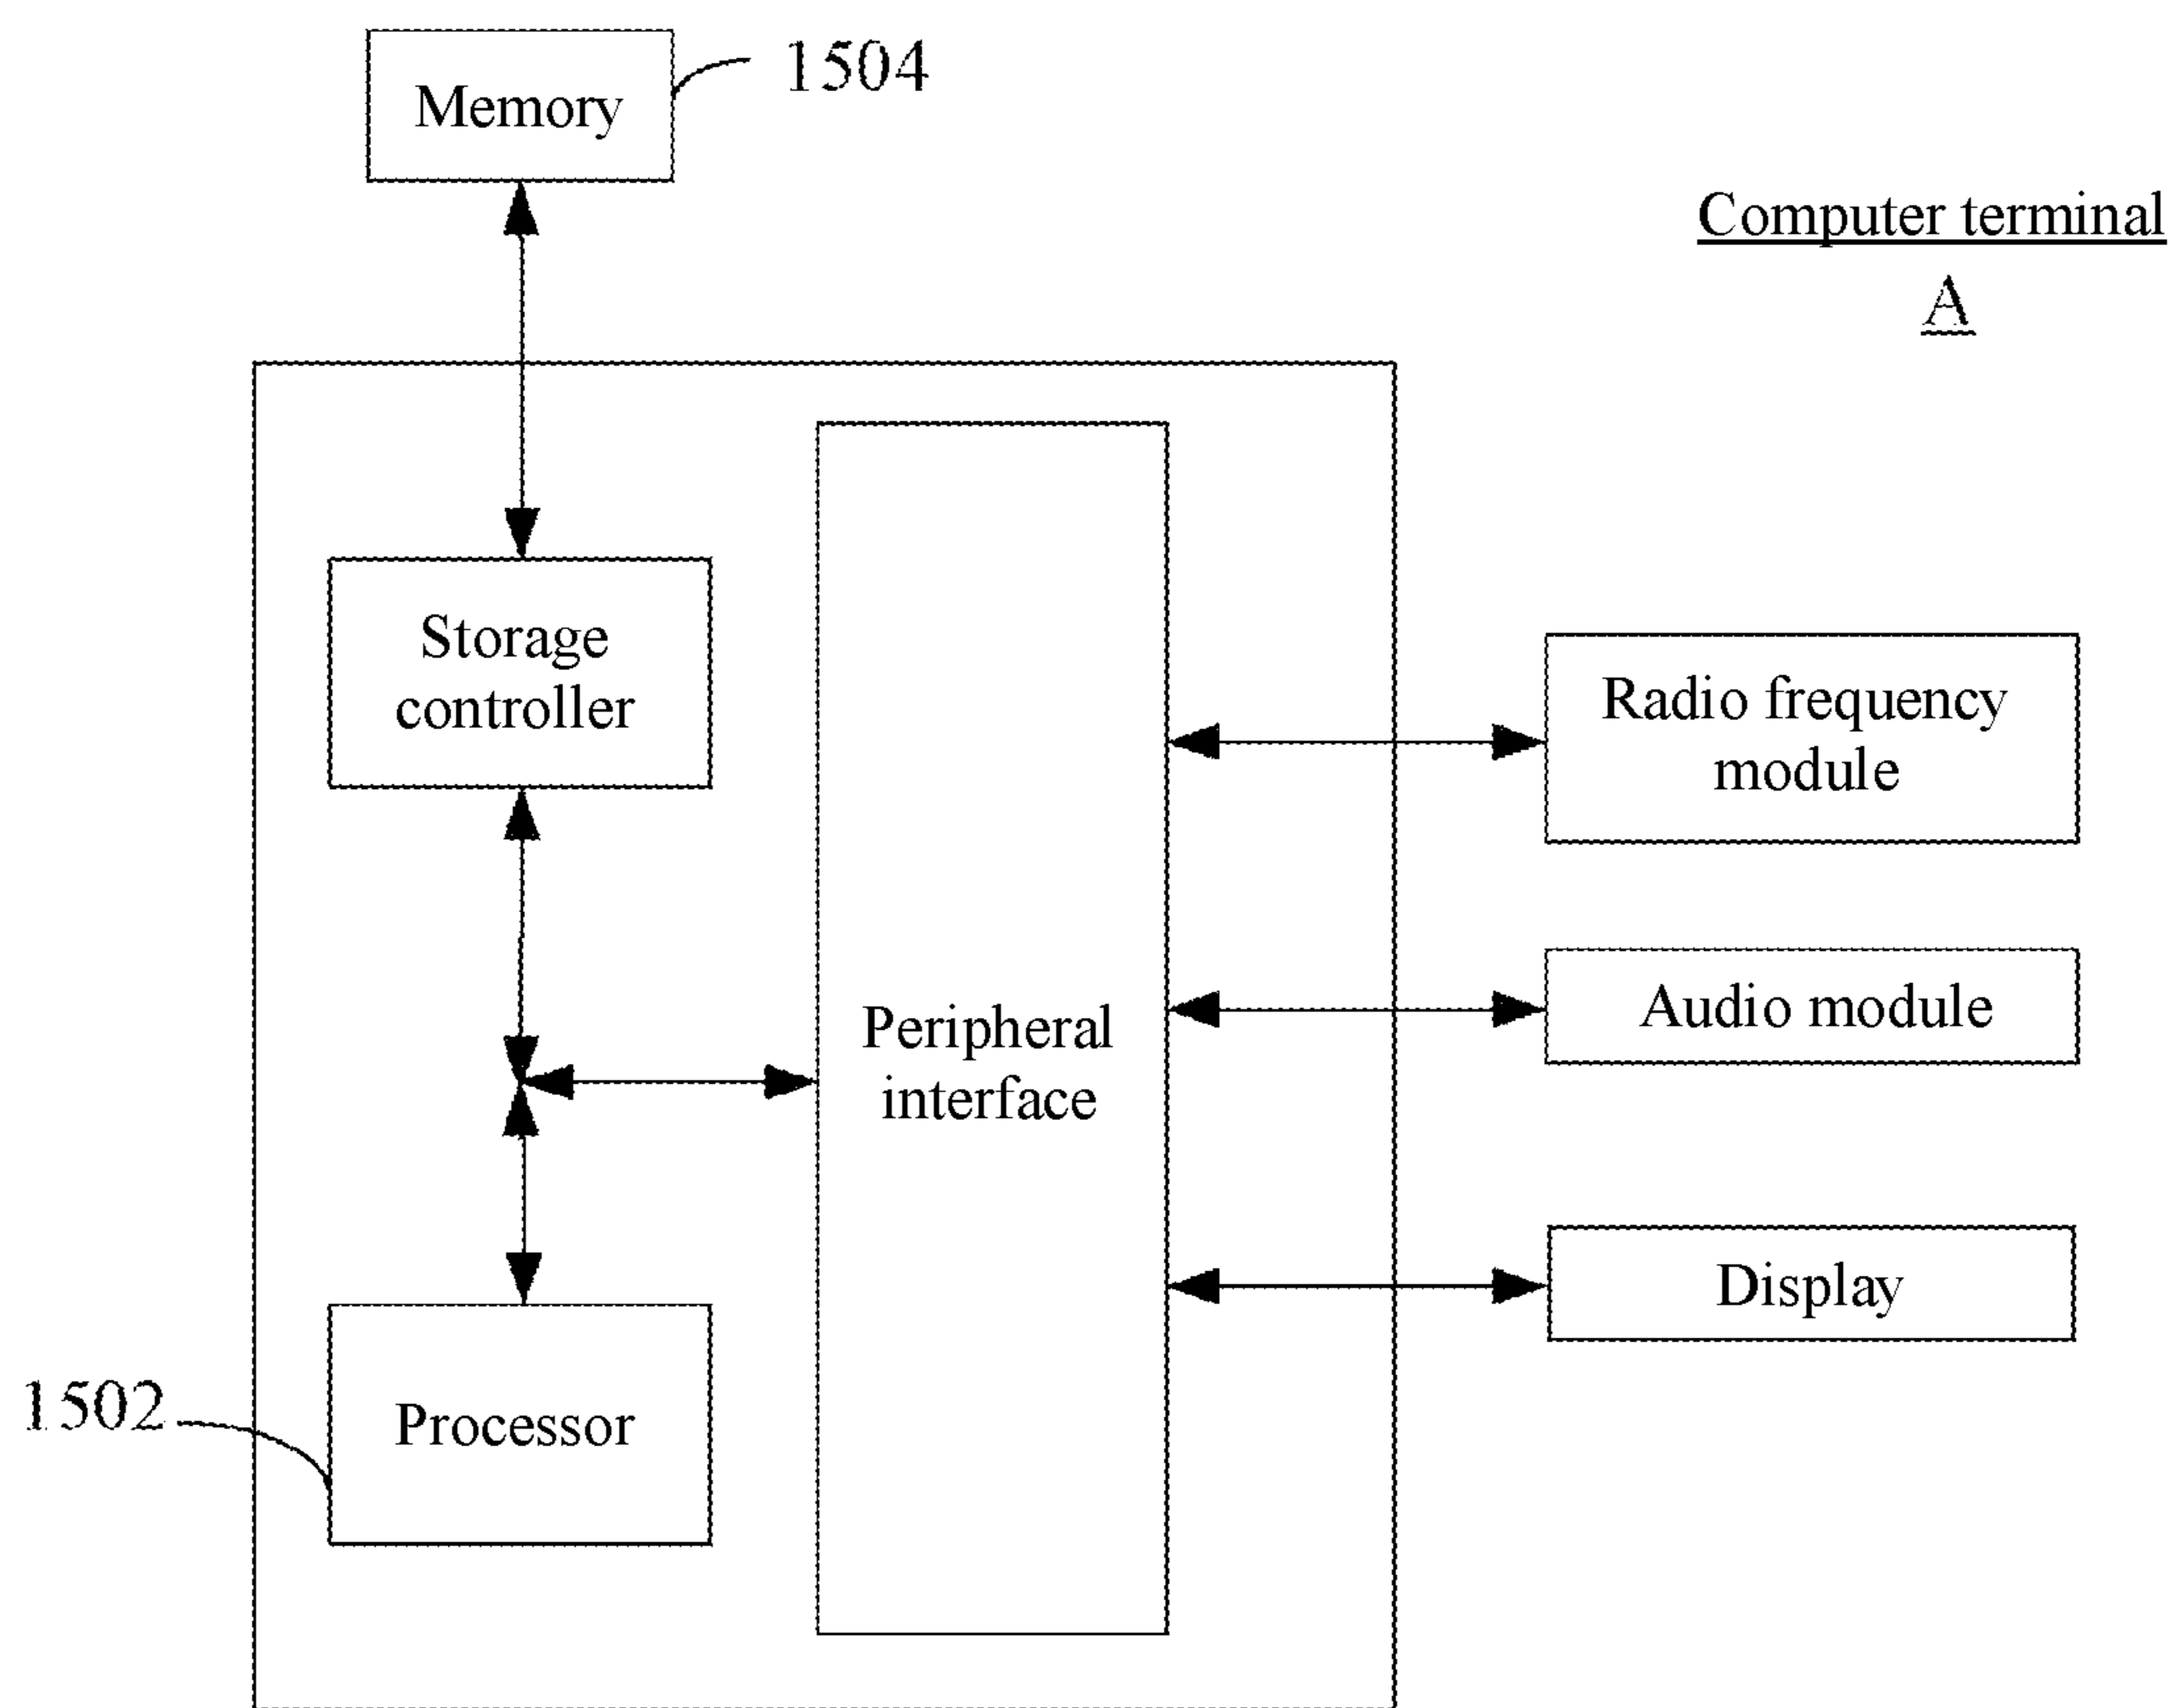 Memory
1504
Computer terminal
A
Storage
controller
Radio frequency
module
Peripheral
interface
Audio module
Display
1502
Processor